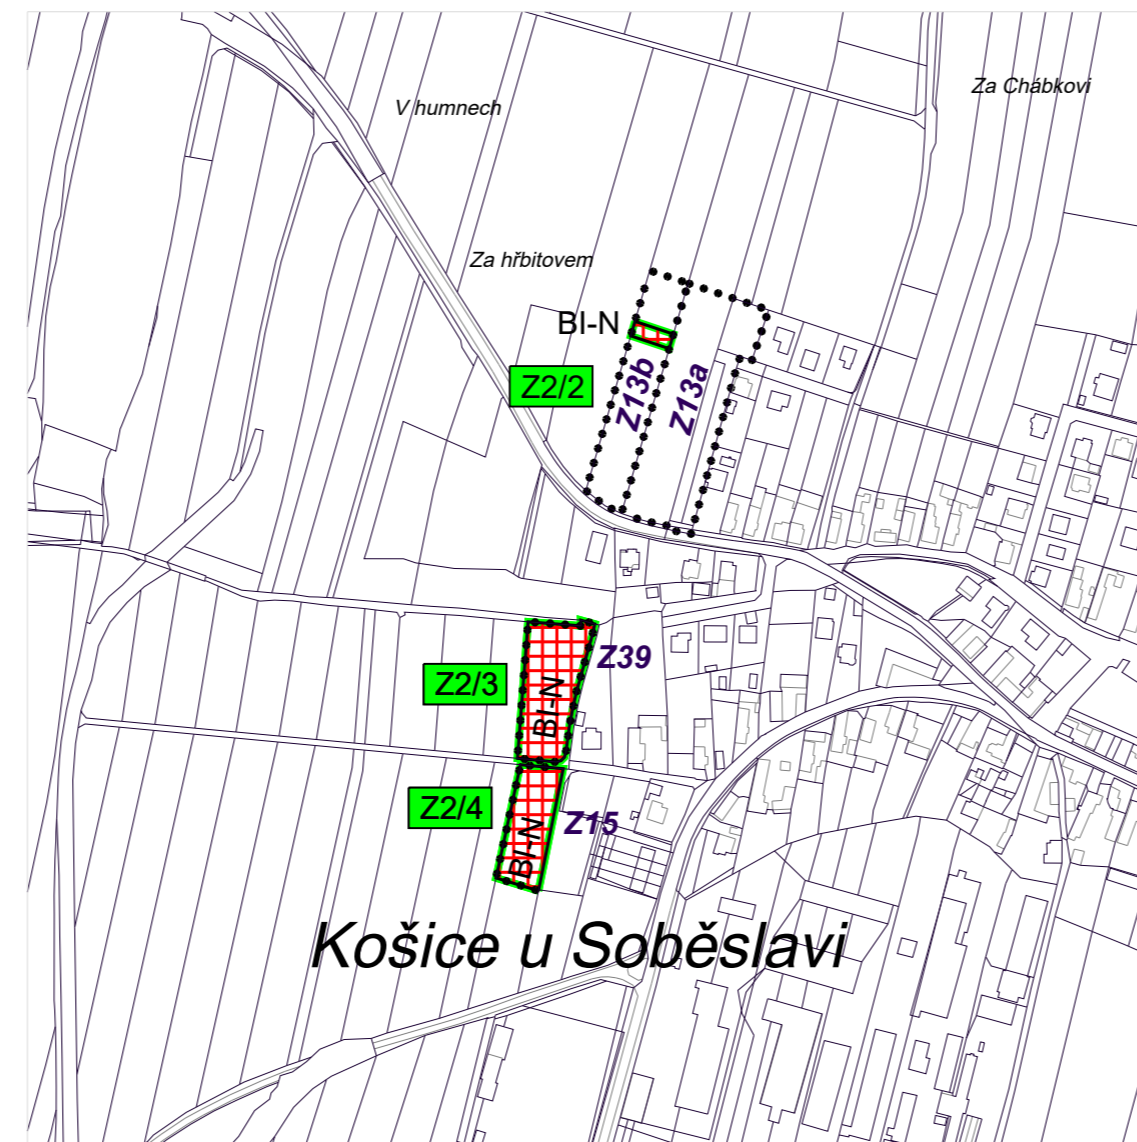 Za Chábkovi
V humnech
Za hřbitovem
BI-N
Z2/2
Z13b
Z13a
Z39
Z2/3
BI-N
Z2/4
Z15
BI-N
Košice u Soběslavi